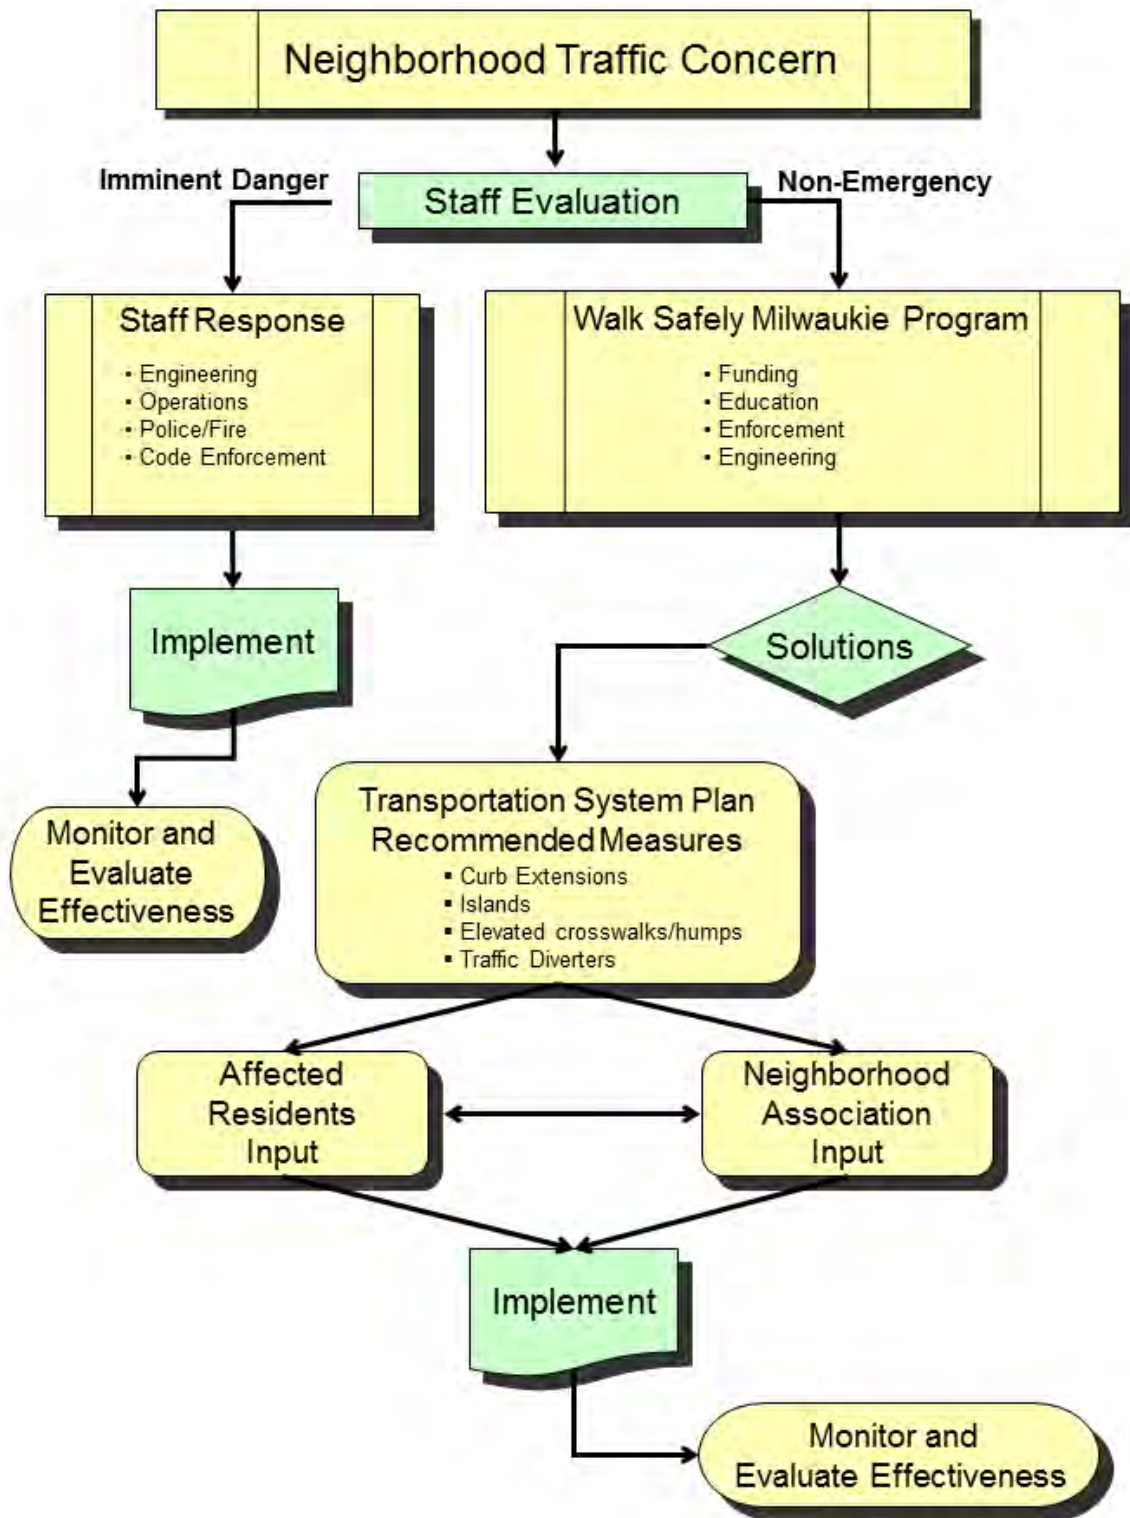 Neighborhood Traffic Concern
Imminent Danger
Staff Evaluation
Non-Emergency
Staff Response
• Engineering
• Operations
• Police/Fire
• Code Enforcement
Walk Safely Milwaukie Program
• Funding
• Education
• Enforcement
• Engineering
Implement
Solutions
Monitor and
Evaluate
Effectiveness
Transportation System Plan
Recommended Measures
▪ Curb Extensions
▪ Islands
▪ Elevated crosswalks/humps
▪ Traffic Diverters
Affected
Residents
Input
Neighborhood
Association
Input
Implement
Monitor and
Evaluate Effectiveness